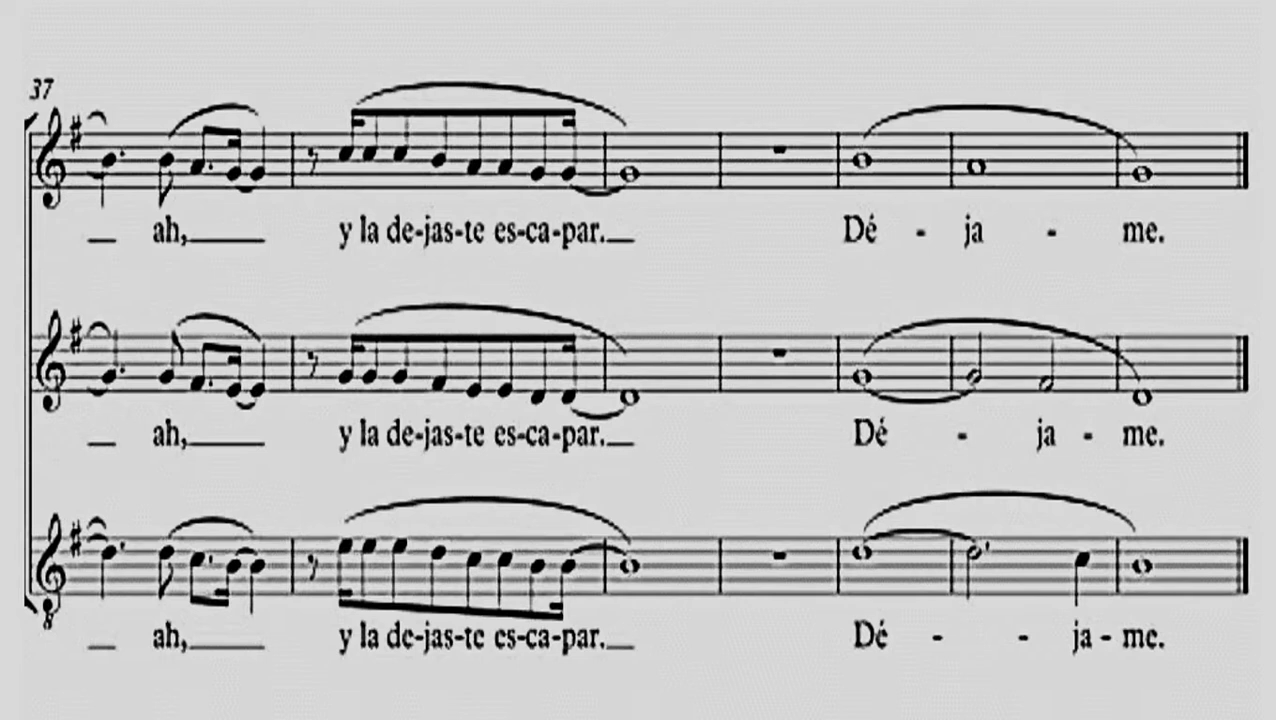 37
ah, y la de-jas-te es-ca-par. Dé - ja - me.
ah, y la de-jas-te es-ca-par. Dé - ja - me.
8
ah, y la de-jas-te es-ca-par. Dé - - ja - me.